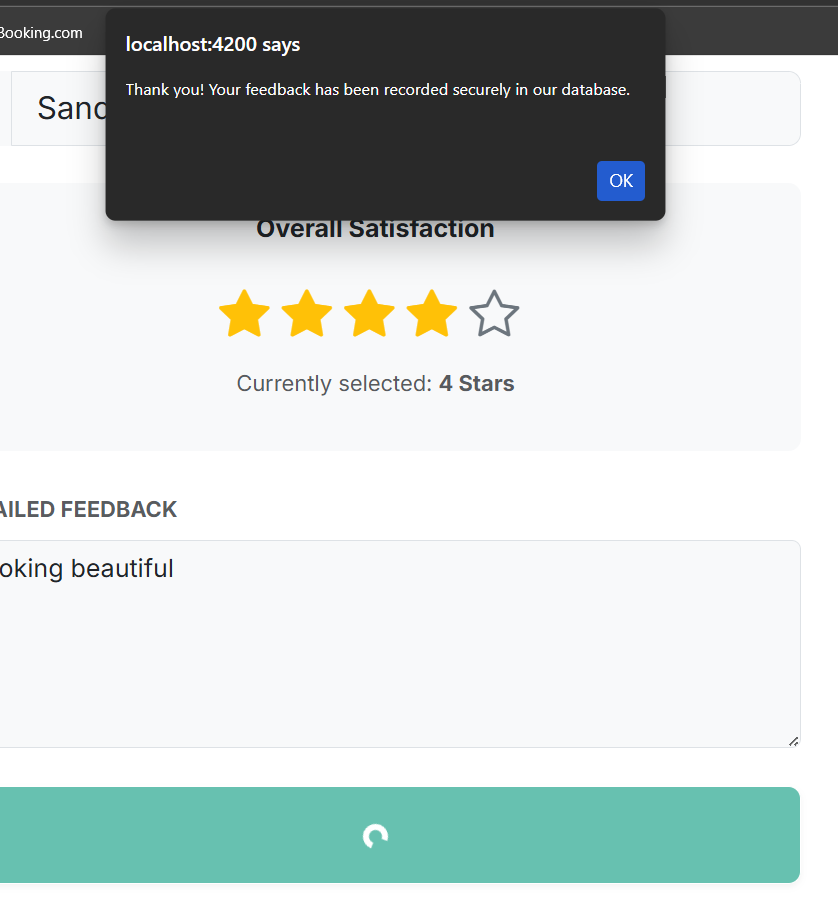 Booking.com
localhost:4200 says
Thank you! Your feedback has been recorded securely in our database.
OK
Sand
Overall Satisfaction
Currently selected: 4 Stars
AILED FEEDBACK
oking beautiful